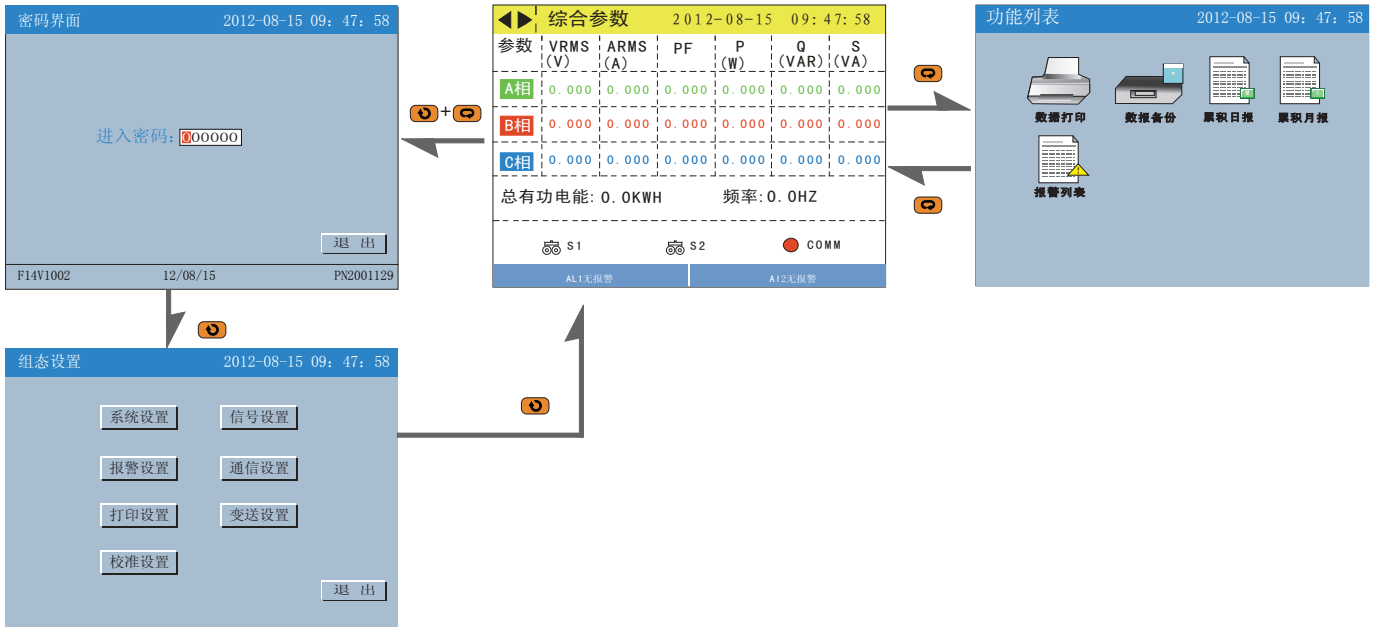 密码界面 2012-08-15 09: 47: 58
进入密码: 000000
退 出
F14V1002 12/08/15 PN2001129
+
综合参数 2012-08-15 09: 47: 58
参数 VRMS (V) ARMS (A) PF P (W) Q (VAR) S (VA)
A相 0.000 0.000 0.000 0.000 0.000 0.000
B相 0.000 0.000 0.000 0.000 0.000 0.000
C相 0.000 0.000 0.000 0.000 0.000 0.000
总有功电能: 0.0KWH 频率: 0.0HZ
S1 S2 COMM
AL1无报警 A12无报警
功能列表 2012-08-15 09: 47: 58
数据打印 数报备份 累积日报 累积月报
报警列表
组态设置 2012-08-15 09: 47: 58
系统设置 信号设置
报警设置 通信设置
打印设置 变送设置
校准设置
退 出